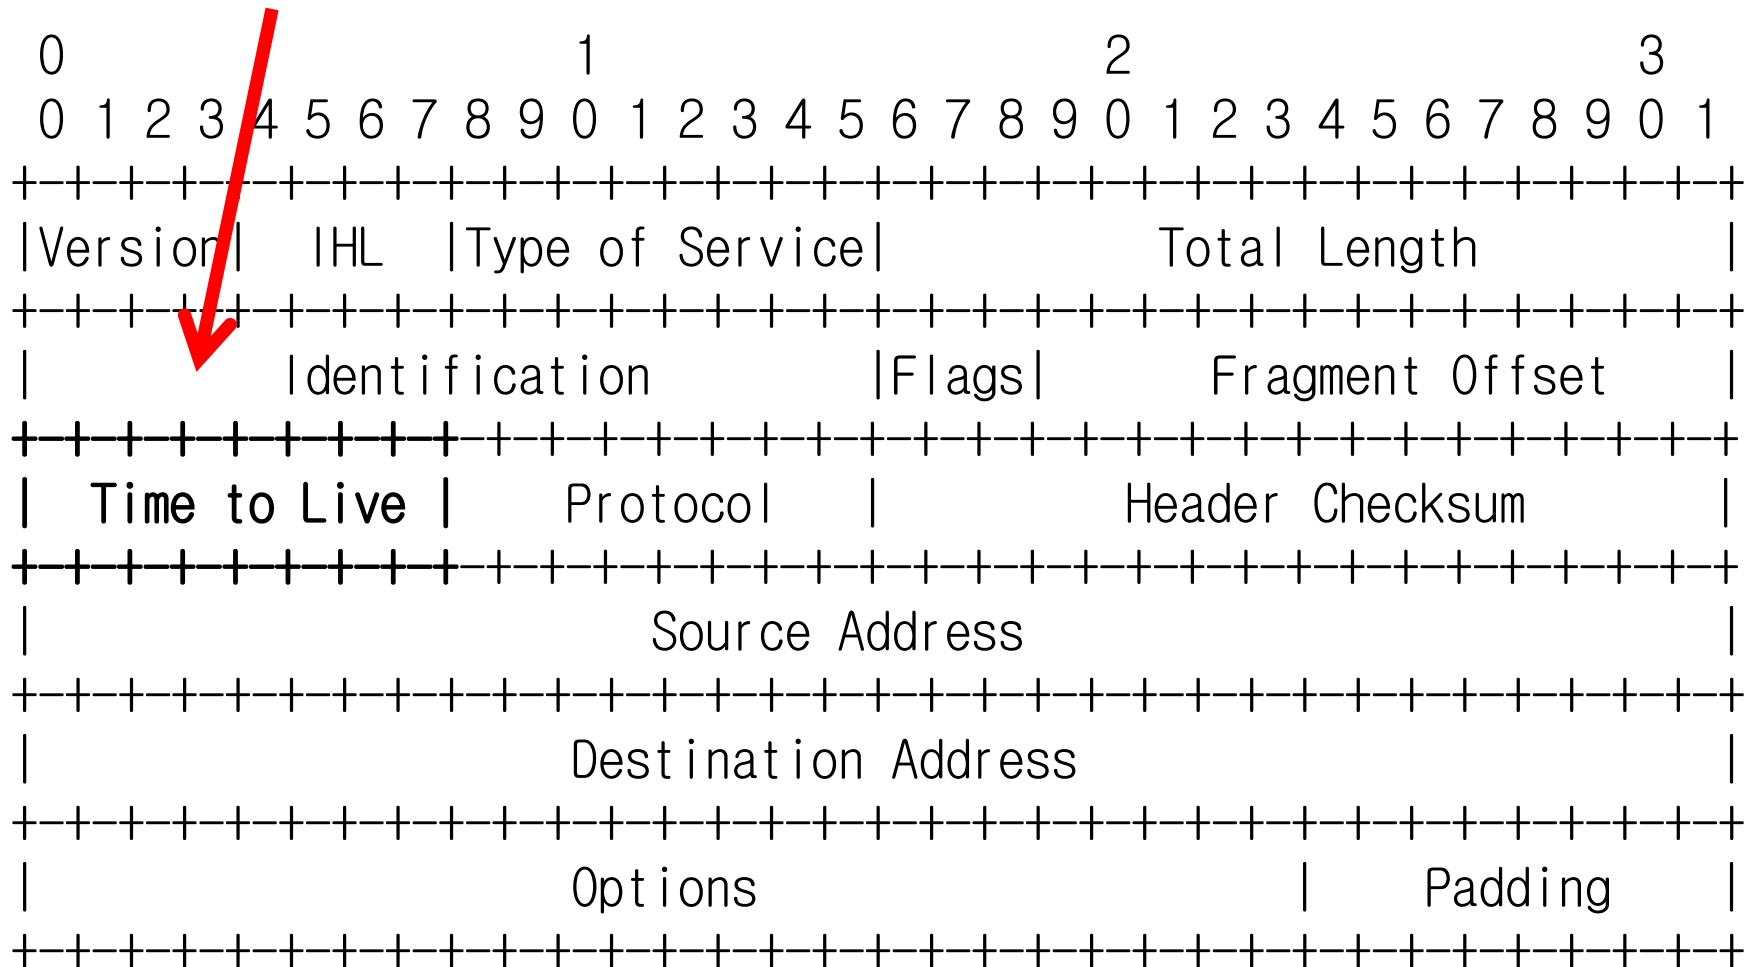 0                   1                   2                   3
0 1 2 3 4 5 6 7 8 9 0 1 2 3 4 5 6 7 8 9 0 1 2 3 4 5 6 7 8 9 0 1
+-+-+-+-+-+-+-+-+-+-+-+-+-+-+-+-+-+-+-+-+-+-+-+-+-+-+-+-+-+-+-+-+
|Version|  IHL  |Type of Service|          Total Length         |
+-+-+-+-+-+-+-+-+-+-+-+-+-+-+-+-+-+-+-+-+-+-+-+-+-+-+-+-+-+-+-+-+
|         Identification        |Flags|      Fragment Offset    |
+-+-+-+-+-+-+-+-+-+-+-+-+-+-+-+-+-+-+-+-+-+-+-+-+-+-+-+-+-+-+-+-+
|  Time to Live |    Protocol   |         Header Checksum       |
+-+-+-+-+-+-+-+-+-+-+-+-+-+-+-+-+-+-+-+-+-+-+-+-+-+-+-+-+-+-+-+-+
|                       Source Address                          |
+-+-+-+-+-+-+-+-+-+-+-+-+-+-+-+-+-+-+-+-+-+-+-+-+-+-+-+-+-+-+-+-+
|                    Destination Address                        |
+-+-+-+-+-+-+-+-+-+-+-+-+-+-+-+-+-+-+-+-+-+-+-+-+-+-+-+-+-+-+-+-+
|                    Options                    |    Padding    |
+-+-+-+-+-+-+-+-+-+-+-+-+-+-+-+-+-+-+-+-+-+-+-+-+-+-+-+-+-+-+-+-+